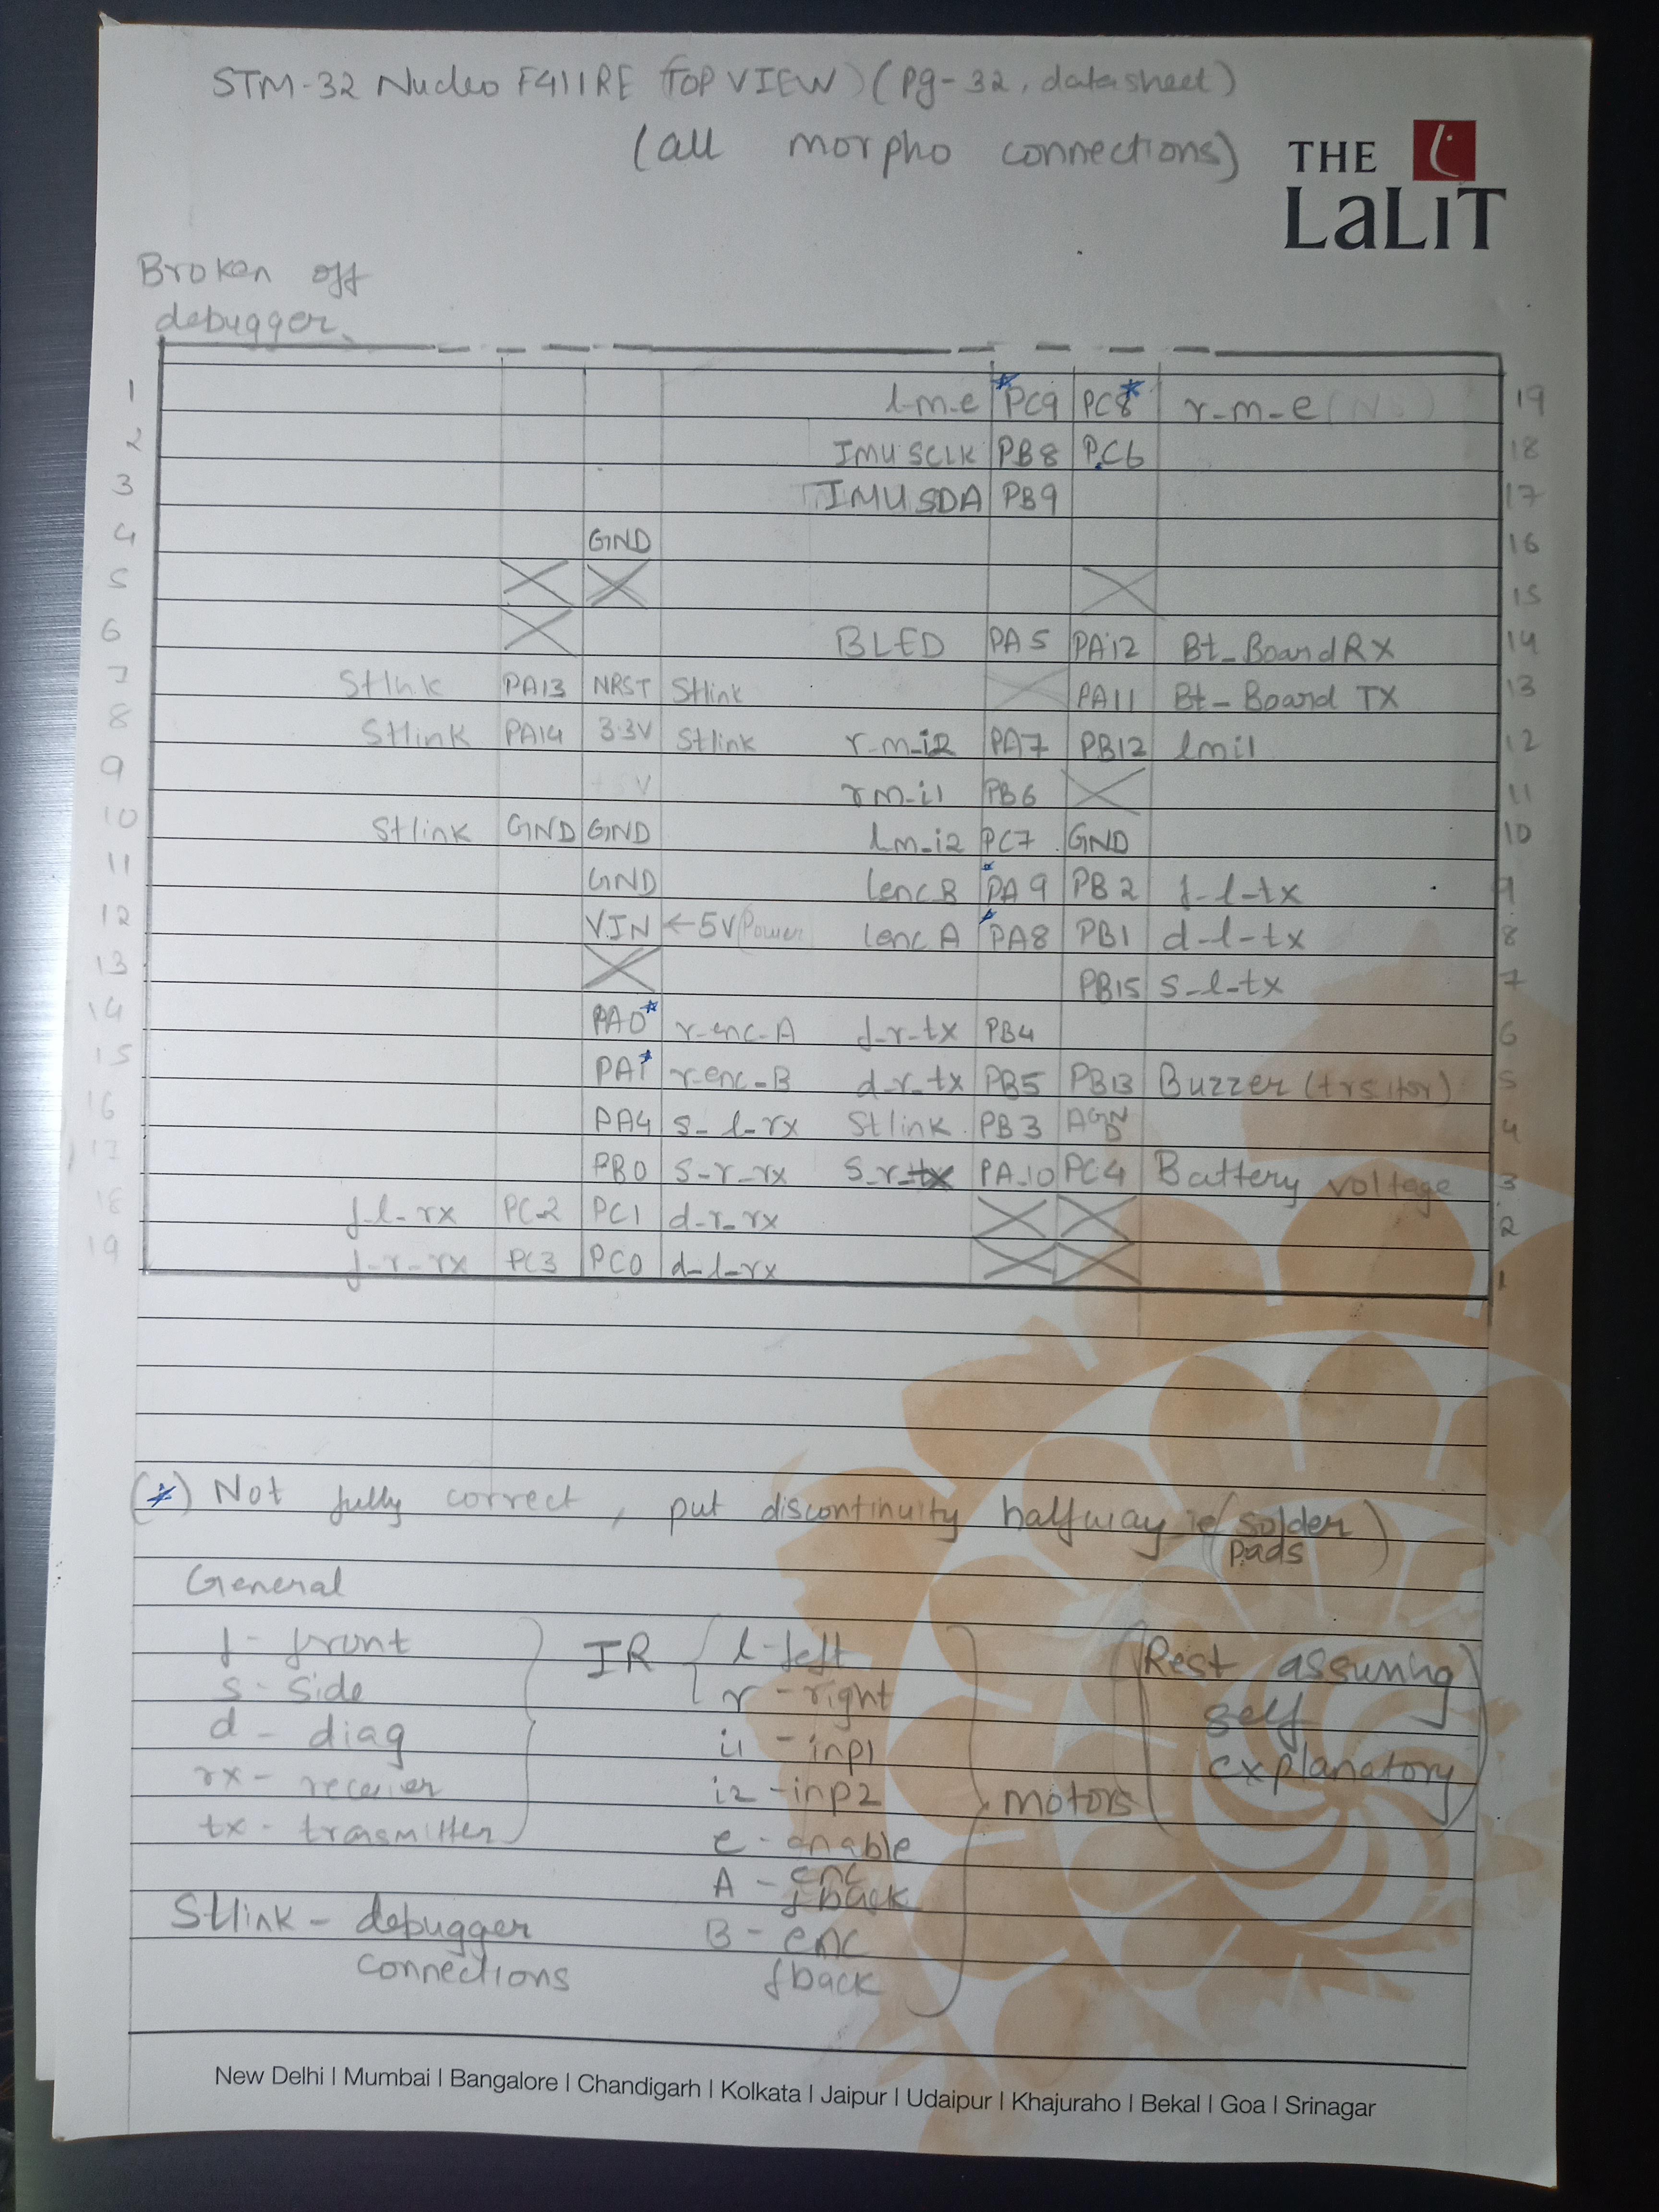 STM-32 Nucleo F411RE (TOP VIEW) (pg-32, datasheet)
(all morpho connections)
THE
LaLiT
Broken off
debugger
1 l-m-e PC9 PC8 r-m-e 19
2 IMU SCLK PB8 PC6 18
3 IMU SDA PB9 17
4 GND 16
5 15
6 BLED PA5 PA12 Bt-Board RX 14
7 Stlink PA13 NRST Stlink PA11 Bt-Board TX 13
8 Stlink PA14 3.3V Stlink r-m-i2 PA7 PB12 lmi1 12
9 rm-i1 PB6 11
10 Stlink GND GND lm-i2 PC7 GND 10
11 GND lencB PA9 PB2 f-l-tx 9
12 VIN ←5V(Power lencA PA8 PB1 d-l-tx 8
13 PB15 s-l-tx 7
14 PA0* r-enc-A f-r-tx PB4 6
15 PA1* r-enc-B d-r-tx PB5 PB13 Buzzer (trsitor) 5
16 PA4 s-l-rx Stlink PB3 AGND 4
17 PB0 s-r-rx s-r-tx PA10 PC4 Battery voltage 3
18 f-l-rx PC2 PC1 d-r-rx 2
19 f-r-rx PC3 PC0 d-l-rx 1
(*) Not fully correct, put discontinuity halfway ie (solder
pads)
General
f - front IR l - left (Rest assuming
s - side r - right self
d - diag i1 - inp1 explanatory)
rx - receiver i2 - inp2 motors
tx - trasmitter e - enable
A - enc
fback
Stlink - debugger B - enc
connections fback
New Delhi | Mumbai | Bangalore | Chandigarh | Kolkata | Jaipur | Udaipur | Khajuraho | Bekal | Goa | Srinagar